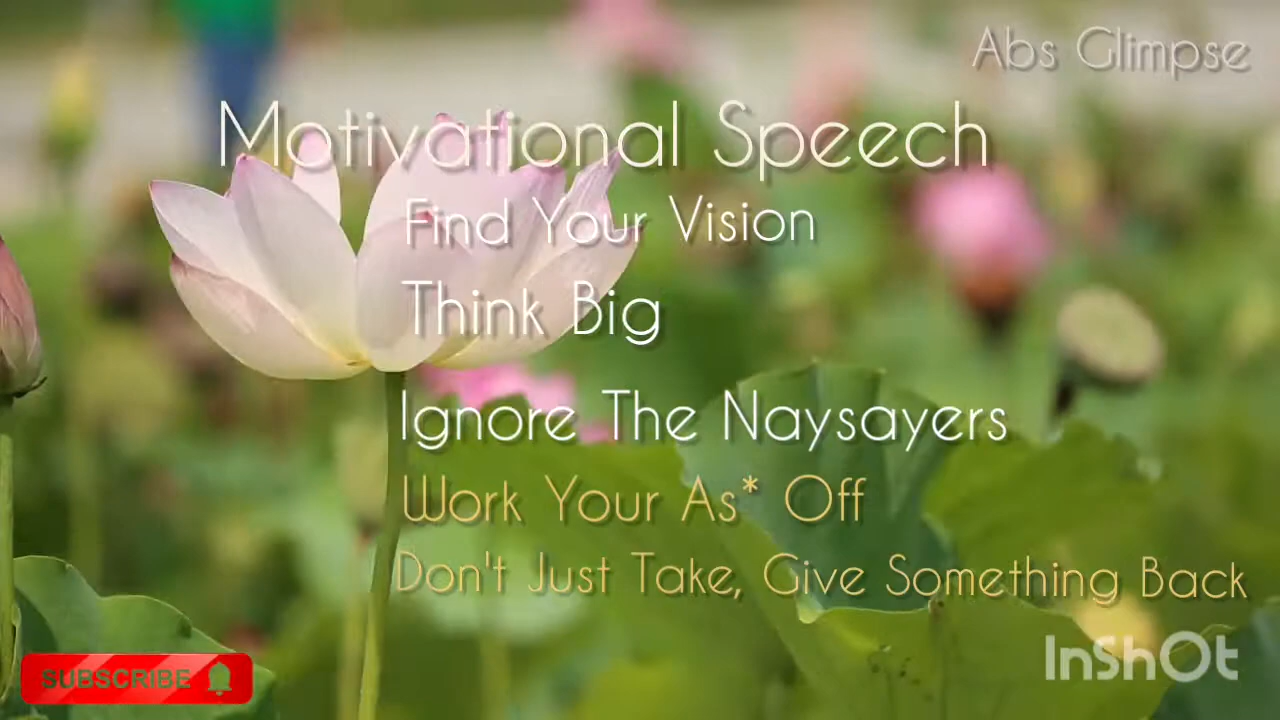 Abs Glimpse
Motivational Speech
Find Your Vision
Think Big
Ignore The Naysayers
Work Your As* Off
Don't Just Take, Give Something Back
InShOt
SUBSCRIBE